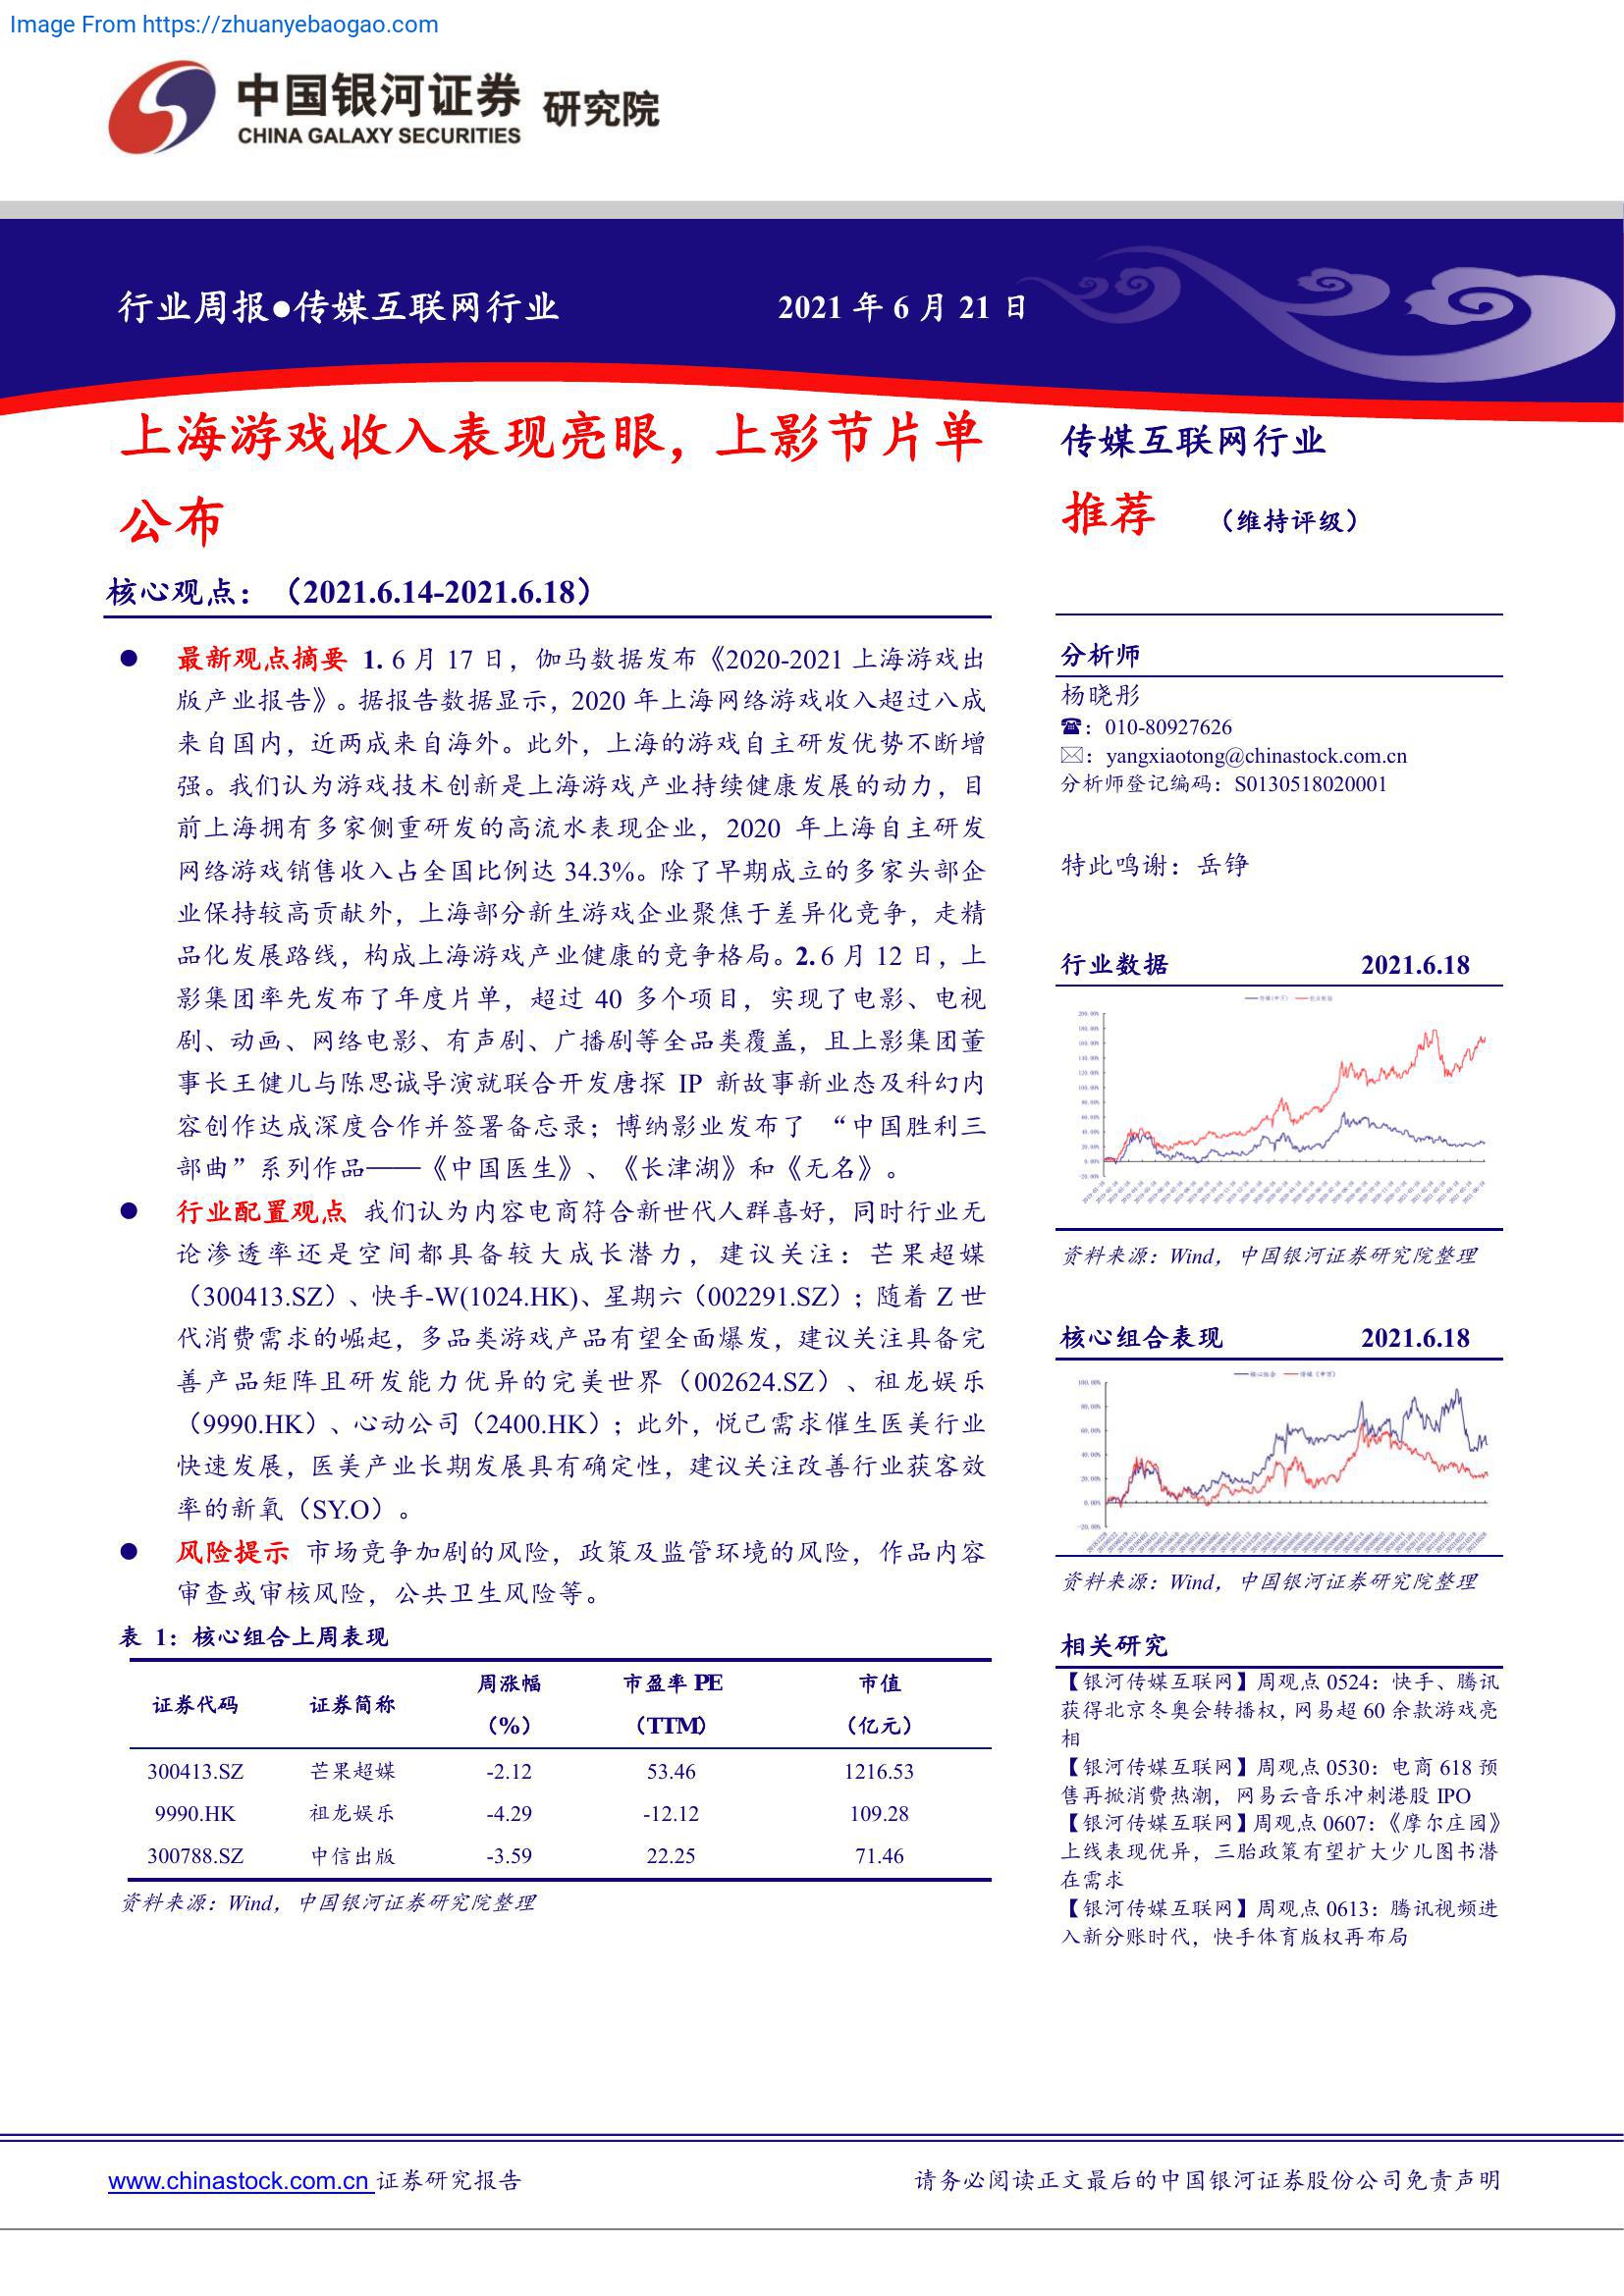 Image From https://zhuanyebaogao.com
中国银河证券 研究院
CHINA GALAXY SECURITIES
行业周报●传媒互联网行业
2021 年 6 月 21 日
上海游戏收入表现亮眼，上影节片单
公布
核心观点：（2021.6.14-2021.6.18）
● 最新观点摘要 1. 6 月 17 日，伽马数据发布《2020-2021 上海游戏出
版产业报告》。据报告数据显示，2020 年上海网络游戏收入超过八成
来自国内，近两成来自海外。此外，上海的游戏自主研发优势不断增
强。我们认为游戏技术创新是上海游戏产业持续健康发展的动力，目
前上海拥有多家侧重研发的高流水表现企业，2020 年上海自主研发
网络游戏销售收入占全国比例达 34.3%。除了早期成立的多家头部企
业保持较高贡献外，上海部分新生游戏企业聚焦于差异化竞争，走精
品化发展路线，构成上海游戏产业健康的竞争格局。2. 6 月 12 日，上
影集团率先发布了年度片单，超过 40 多个项目，实现了电影、电视
剧、动画、网络电影、有声剧、广播剧等全品类覆盖，且上影集团董
事长王健儿与陈思诚导演就联合开发唐探 IP 新故事新业态及科幻内
容创作达成深度合作并签署备忘录；博纳影业发布了 “中国胜利三
部曲”系列作品——《中国医生》、《长津湖》和《无名》。
● 行业配置观点 我们认为内容电商符合新世代人群喜好，同时行业无
论渗透率还是空间都具备较大成长潜力，建议关注：芒果超媒
（300413.SZ）、快手-W(1024.HK)、星期六（002291.SZ）；随着 Z 世
代消费需求的崛起，多品类游戏产品有望全面爆发，建议关注具备完
善产品矩阵且研发能力优异的完美世界（002624.SZ）、祖龙娱乐
（9990.HK）、心动公司（2400.HK）；此外，悦己需求催生医美行业
快速发展，医美产业长期发展具有确定性，建议关注改善行业获客效
率的新氧（SY.O）。
● 风险提示 市场竞争加剧的风险，政策及监管环境的风险，作品内容
审查或审核风险，公共卫生风险等。
表 1：核心组合上周表现
证券代码 证券简称 周涨幅（%） 市盈率 PE（TTM） 市值（亿元）
300413.SZ 芒果超媒 -2.12 53.46 1216.53
9990.HK 祖龙娱乐 -4.29 -12.12 109.28
300788.SZ 中信出版 -3.59 22.25 71.46
资料来源：Wind，中国银河证券研究院整理
传媒互联网行业
推荐 （维持评级）
分析师
杨晓彤
☎：010-80927626
✉：yangxiaotong@chinastock.com.cn
分析师登记编码：S0130518020001
特此鸣谢：岳铮
行业数据 2021.6.18
资料来源：Wind，中国银河证券研究院整理
核心组合表现 2021.6.18
资料来源：Wind，中国银河证券研究院整理
相关研究
【银河传媒互联网】周观点 0524：快手、腾讯
获得北京冬奥会转播权，网易超 60 余款游戏亮
相
【银河传媒互联网】周观点 0530：电商 618 预
售再掀消费热潮，网易云音乐冲刺港股 IPO
【银河传媒互联网】周观点 0607：《摩尔庄园》
上线表现优异，三胎政策有望扩大少儿图书潜
在需求
【银河传媒互联网】周观点 0613：腾讯视频进
入新分账时代，快手体育版权再布局
www.chinastock.com.cn 证券研究报告
请务必阅读正文最后的中国银河证券股份公司免责声明